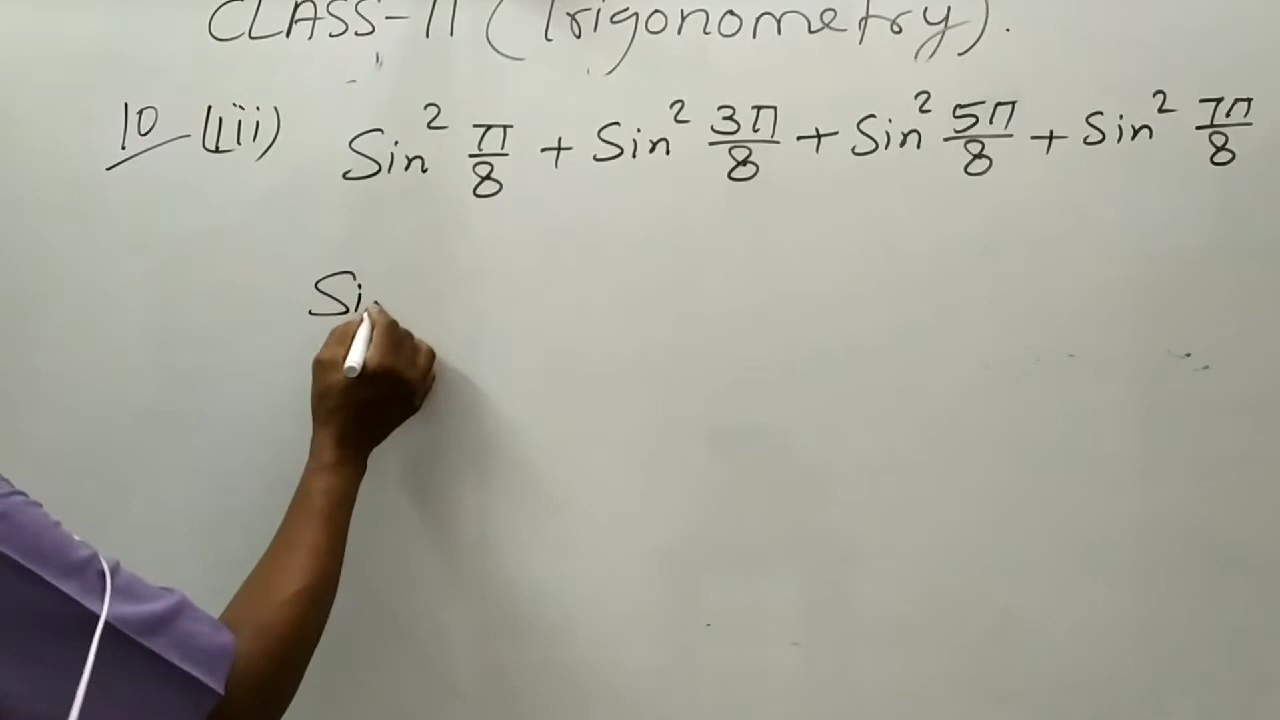 CLASS-11 (Trigonometry).
10 (iii) Sin² π/8 + Sin² 3π/8 + Sin² 5π/8 + Sin² 7π/8
Si